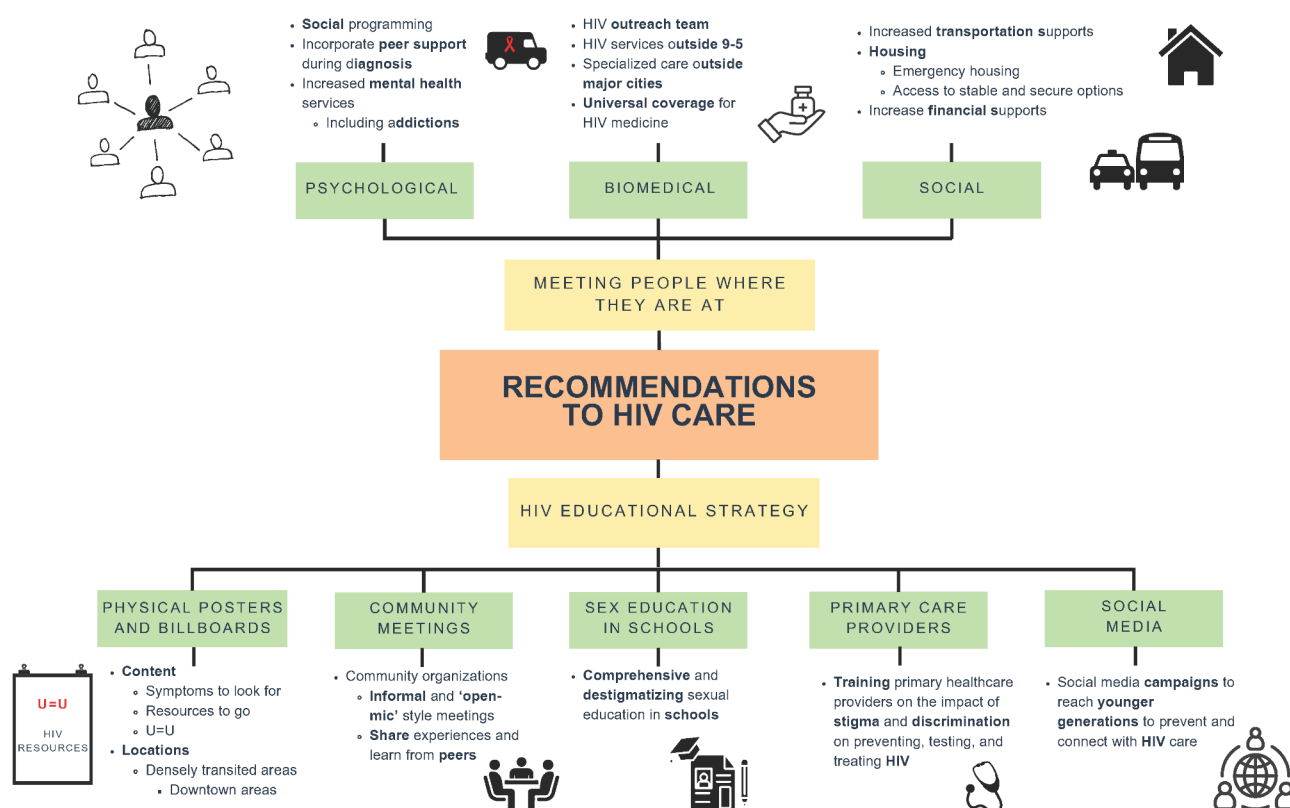 Social programming
Incorporate peer support
during diagnosis
Increased mental health
services
Including addictions
HIV outreach team
HIV services outside 9-5
Specialized care outside
major cities
Universal coverage for
HIV medicine
Increased transportation supports
Housing
Emergency housing
Access to stable and secure options
Increase financial supports
PSYCHOLOGICAL
BIOMEDICAL
SOCIAL
MEETING PEOPLE WHERE
THEY ARE AT
RECOMMENDATIONS
TO HIV CARE
HIV EDUCATIONAL STRATEGY
PHYSICAL POSTERS
AND BILLBOARDS
COMMUNITY
MEETINGS
SEX EDUCATION
IN SCHOOLS
PRIMARY CARE
PROVIDERS
SOCIAL
MEDIA
U=U
HIV
RESOURCES
Content
Symptoms to look for
Resources to go
U=U
Locations
Densely transited areas
Downtown areas
Community organizations
Informal and ‘open-
mic’ style meetings
Share experiences and
learn from peers
Comprehensive and
destigmatizing sexual
education in schools
Training primary healthcare
providers on the impact of
stigma and discrimination
on preventing, testing, and
treating HIV
Social media campaigns to
reach younger
generations to prevent and
connect with HIV care